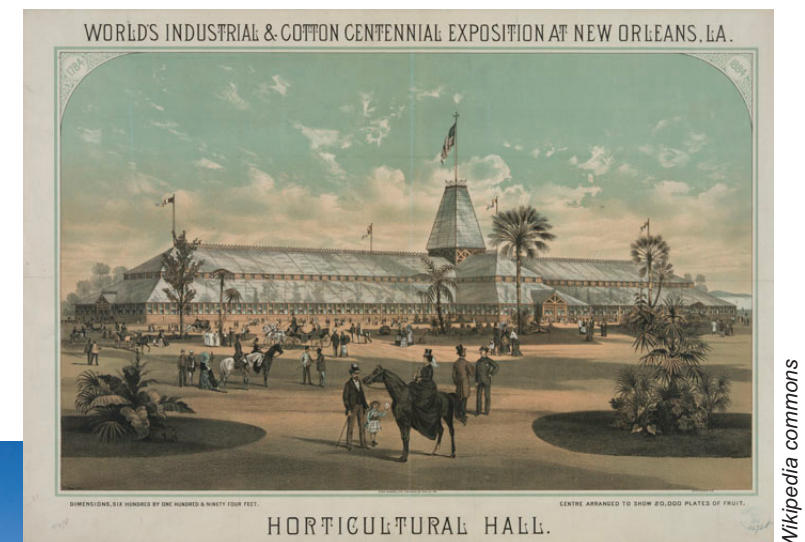 WORLD'S INDUSTRIAL & COTTON CENTENNIAL EXPOSITION AT NEW ORLEANS, LA.
1784
1884
DIMENSIONS, SIX HUNDRED BY ONE HUNDRED & NINETY FOUR FEET.
CENTRE ARRANGED TO SHOW 20,000 PLATES OF FRUIT.
HORTICULTURAL HALL.
Wikipedia commons